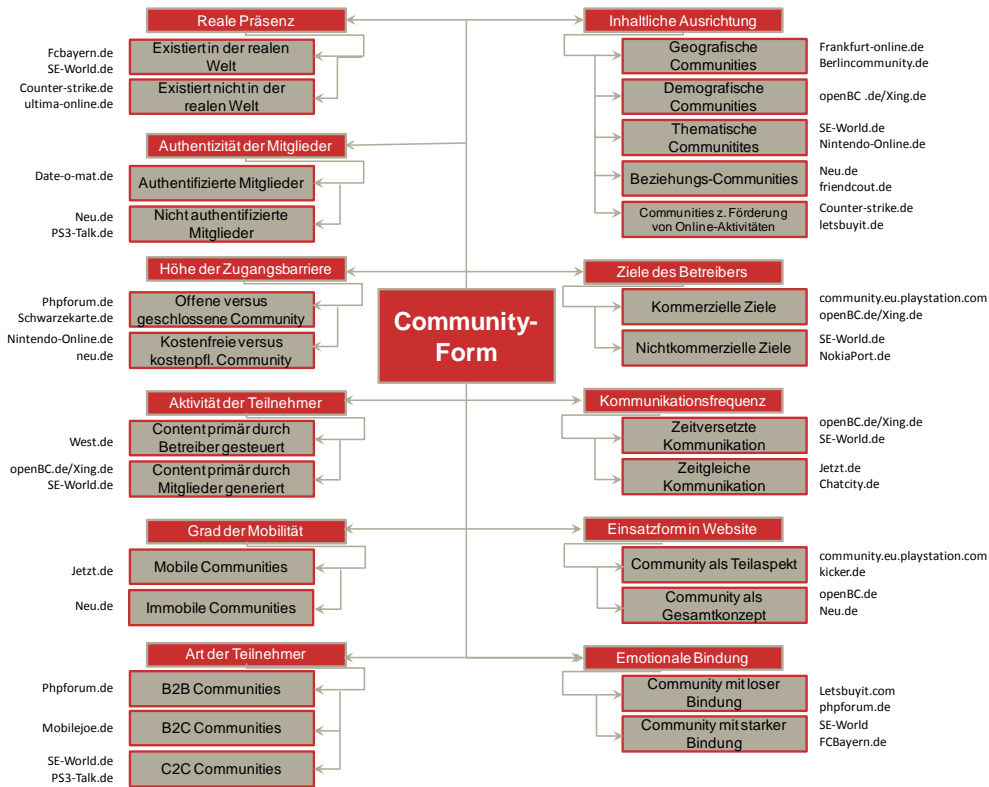 Reale Präsenz
Fcbayern.de
SE-World.de
Existiert in der realen
Welt
Counter-strike.de
ultima-online.de
Existiert nicht in der
realen Welt
Authentizität der Mitglieder
Date-o-mat.de
Authentifizierte Mitglieder
Neu.de
PS3-Talk.de
Nicht authentifizierte
Mitglieder
Höhe der Zugangsbarriere
Phpforum.de
Schwarzekarte.de
Offene versus
geschlossene Community
Nintendo-Online.de
neu.de
Kostenfreie versus
kostenpfl. Community
Aktivität der Teilnehmer
West.de
Content primär durch
Betreiber gesteuert
openBC.de/Xing.de
SE-World.de
Content primär durch
Mitglieder generiert
Grad der Mobilität
Jetzt.de
Mobile Communities
Neu.de
Immobile Communities
Art der Teilnehmer
Phpforum.de
B2B Communities
Mobilejoe.de
B2C Communities
SE-World.de
PS3-Talk.de
C2C Communities
Community-
Form
Inhaltliche Ausrichtung
Geografische
Communities
Frankfurt-online.de
Berlincommunity.de
Demografische
Communities
openBC .de/Xing.de
Thematische
Communitites
SE-World.de
Nintendo-Online.de
Beziehungs-Communities
Neu.de
friendcout.de
Communities z. Förderung
von Online-Aktivitäten
Counter-strike.de
letsbuyit.de
Ziele des Betreibers
Kommerzielle Ziele
community.eu.playstation.com
openBC.de/Xing.de
Nichtkommerzielle Ziele
SE-World.de
NokiaPort.de
Kommunikationsfrequenz
Zeitversetzte
Kommunikation
openBC.de/Xing.de
SE-World.de
Zeitgleiche
Kommunikation
Jetzt.de
Chatcity.de
Einsatzform in Website
Community als Teilaspekt
community.eu.playstation.com
kicker.de
Community als
Gesamtkonzept
openBC.de
Neu.de
Emotionale Bindung
Community mit loser
Bindung
Letsbuyit.com
phpforum.de
Community mit starker
Bindung
SE-World
FCBayern.de